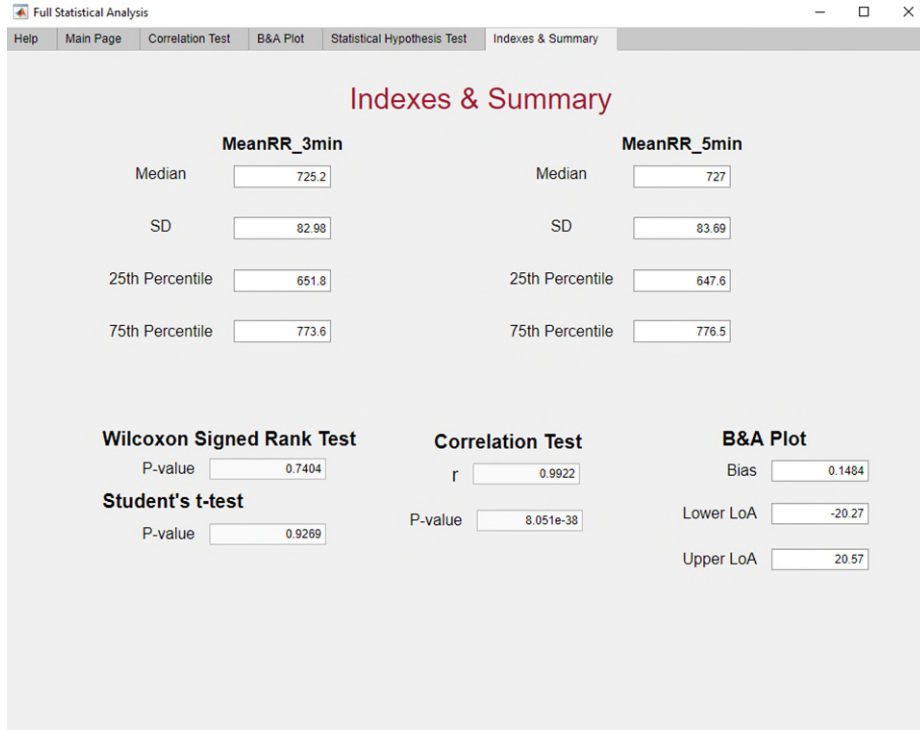 Full Statistical Analysis
Help Main Page Correlation Test B&A Plot Statistical Hypothesis Test Indexes & Summary
Indexes & Summary
MeanRR_3min MeanRR_5min
Median 725.2 Median 727
SD 82.98 SD 83.69
25th Percentile 651.8 25th Percentile 647.6
75th Percentile 773.6 75th Percentile 776.5
Wilcoxon Signed Rank Test Correlation Test B&A Plot
P-value 0.7404 r 0.9922 Bias 0.1484
Student's t-test
P-value 0.9269 P-value 8.051e-38 Lower LoA -20.27
Upper LoA 20.57